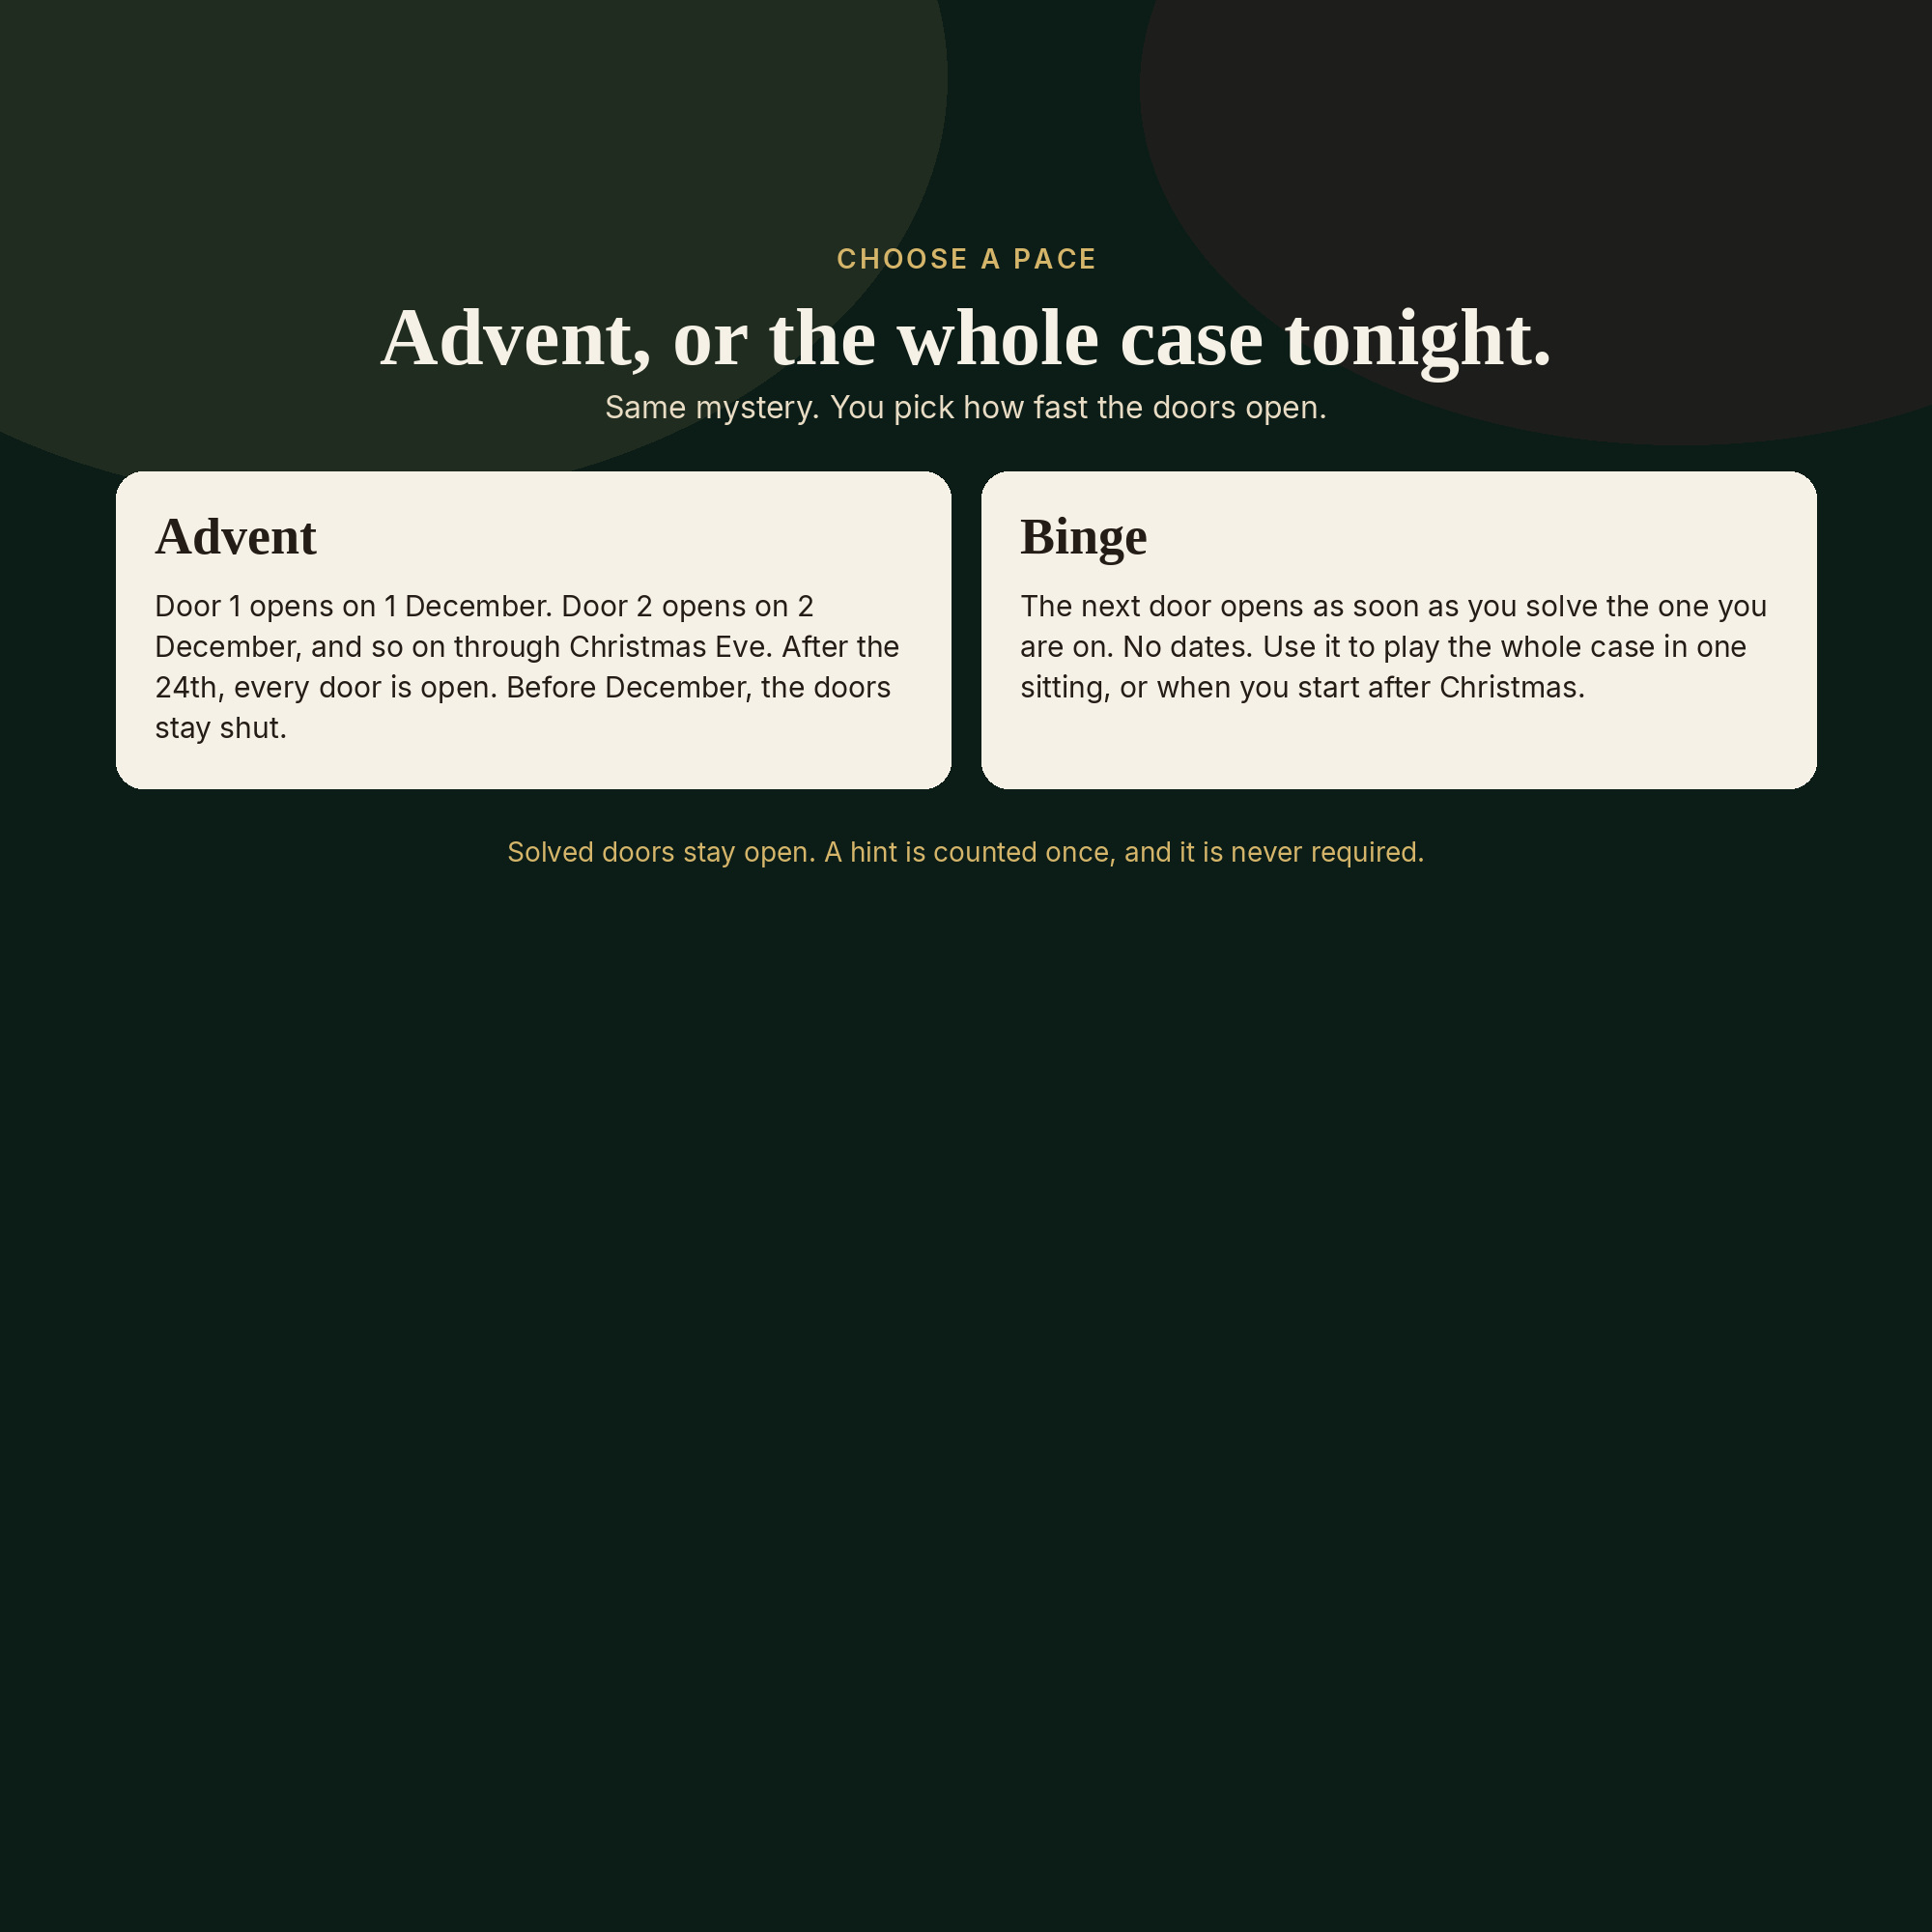 CHOOSE A PACE
Advent, or the whole case tonight.
Same mystery. You pick how fast the doors open.
Advent
Door 1 opens on 1 December. Door 2 opens on 2
December, and so on through Christmas Eve. After the
24th, every door is open. Before December, the doors
stay shut.
Binge
The next door opens as soon as you solve the one you
are on. No dates. Use it to play the whole case in one
sitting, or when you start after Christmas.
Solved doors stay open. A hint is counted once, and it is never required.